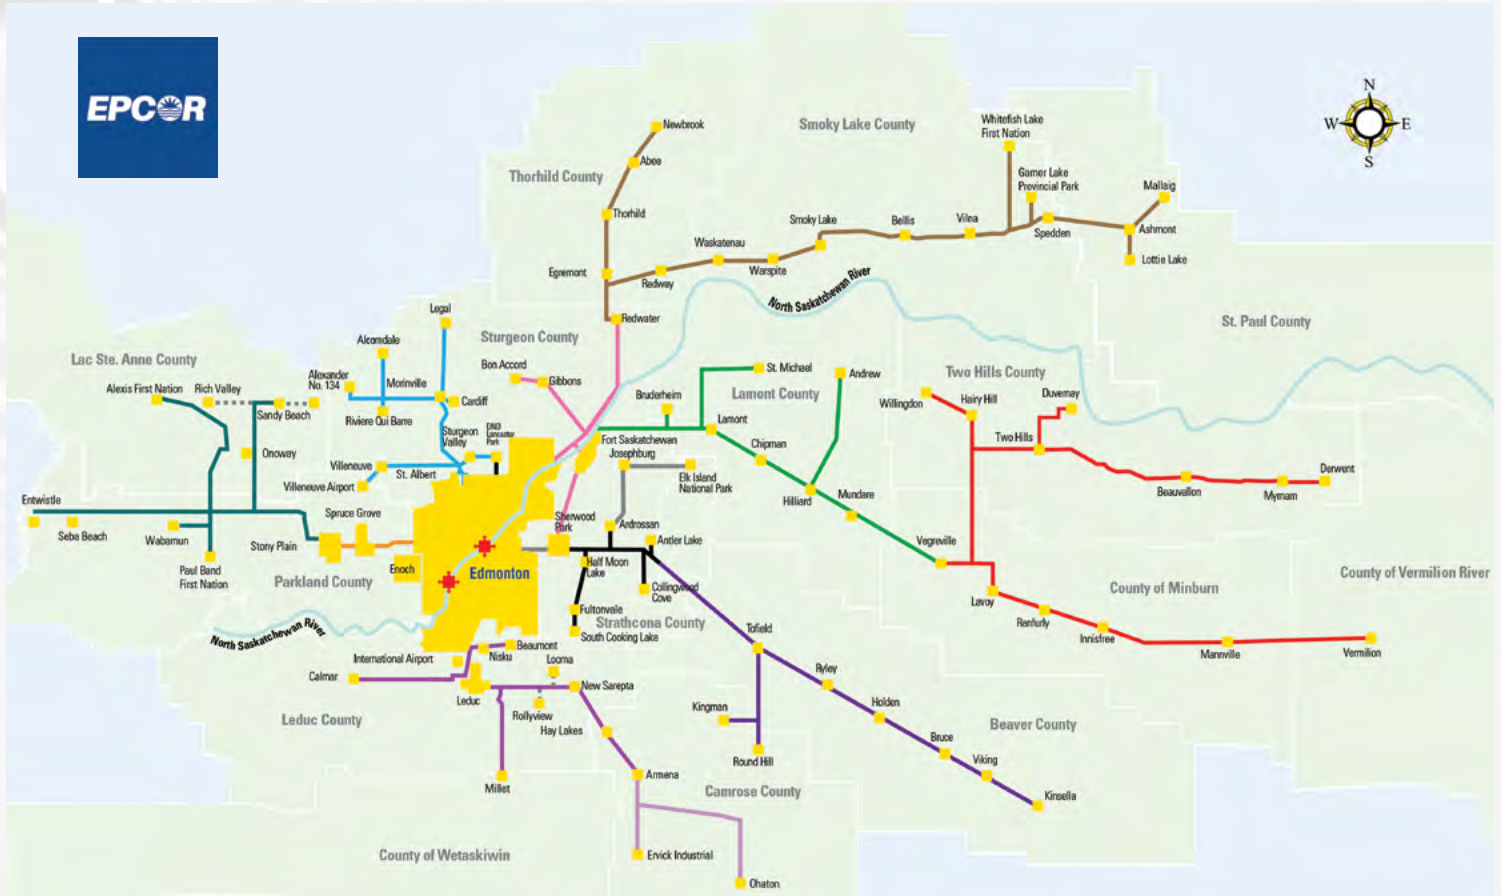 EPCOR
N
W
E
S
Newbrook
Abee
Thorhild County
Thorhild
Smoky Lake County
Whitefish Lake
First Nation
Garner Lake
Provincial Park
Mallaig
Smoky Lake
Bellis
Vilna
Spedden
Ashmont
Lottie Lake
Waskatenau
Warspite
Egremont
Radway
Redwater
North Saskatchewan River
St. Paul County
Legal
Alcomdale
Sturgeon County
Lac Ste. Anne County
Alexander
No. 134
Morinville
Cardiff
Riviere Qui Barre
Bon Accord
Gibbons
Alexis First Nation
Rich Valley
Sandy Beach
Onoway
Sturgeon
Valley
DND
Lancaster
Park
Villeneuve
St. Albert
Villeneuve Airport
St. Michael
Andrew
Lamont County
Bruderheim
Lamont
Fort Saskatchewan
Josephburg
Elk Island
National Park
Chipman
Hilliard
Mundare
Vegreville
Two Hills County
Willingdon
Hairy Hill
Duvernay
Two Hills
Beauvallon
Myrnam
Derwent
Entwistle
Seba Beach
Wabamun
Paul Band
First Nation
Spruce Grove
Stony Plain
Enoch
Parkland County
Edmonton
Sherwood
Park
Ardrossan
Antler Lake
Half Moon
Lake
Collingwood
Cove
Fultonvale
Strathcona County
South Cooking Lake
Lavoy
Ranfurly
Innisfree
Mannville
Vermilion
County of Minburn
County of Vermilion River
North Saskatchewan River
International Airport
Nisku
Beaumont
Looma
Calmar
Leduc
New Sarepta
Rollyview
Hay Lakes
Leduc County
Millet
Armena
Tofield
Ryley
Kingman
Holden
Round Hill
Bruce
Viking
Kinsella
Beaver County
Camrose County
County of Wetaskiwin
Ervick Industrial
Ohaton